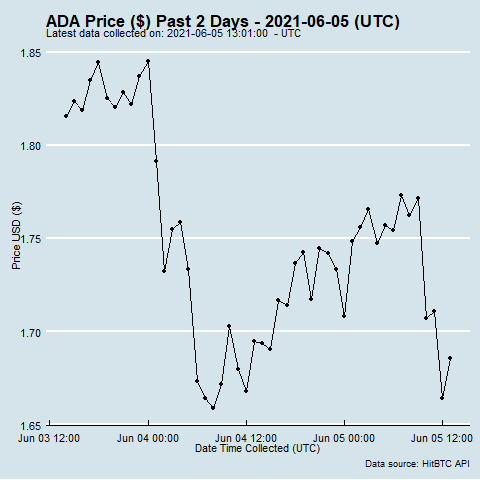 ADA Price ($) Past 2 Days - 2021-06-05 (UTC)
Latest data collected on: 2021-06-05 13:01:00  - UTC
1.85
1.80
1.75
1.70
1.65
Price USD ($)
Jun 03 12:00 Jun 04 00:00 Jun 04 12:00 Jun 05 00:00 Jun 05 12:00
Date Time Collected (UTC)
Data source: HitBTC API